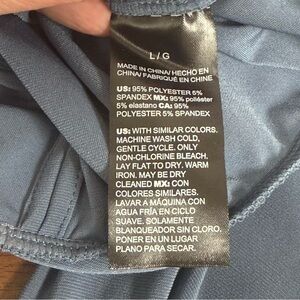 L/G
MADE IN CHINA/ HECHO EN
CHINA/ FABRIQUÉ EN CHINE
US: 95% POLYESTER 5%
SPANDEX MX: 95% poliéster
5% elastano CA: 95%
POLYESTER 5% SPANDEX
US: WITH SIMILAR COLORS.
MACHINE WASH COLD.
GENTLE CYCLE. ONLY
NON-CHLORINE BLEACH.
LAY FLAT TO DRY. WARM
IRON. MAY BE DRY
CLEANED MX: CON
COLORES SIMILARES.
LAVAR A MÁQUINA CON
AGUA FRÍA EN CICLO
SUAVE. SOLAMENTE
BLANQUEADOR SIN CLORO.
PONER EN UN LUGAR
PLANO PARA SECAR.